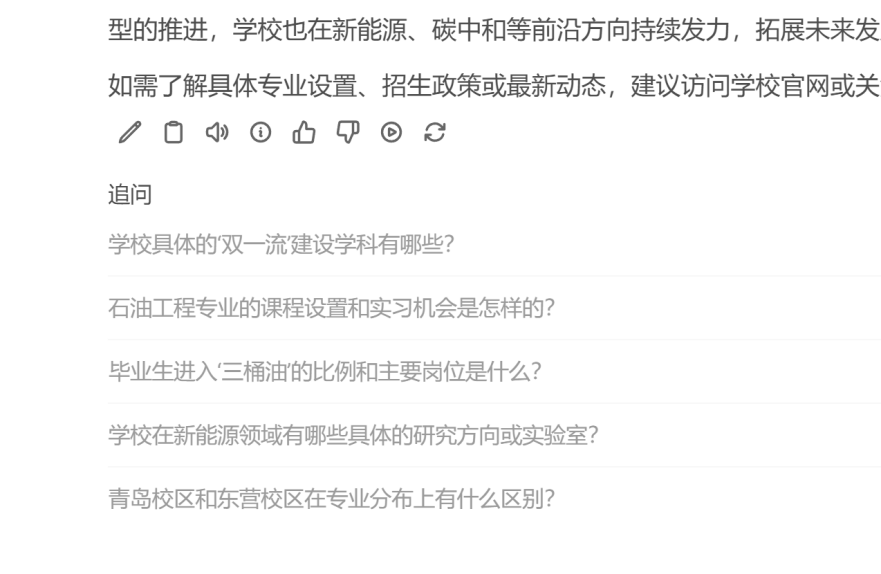 型的推进，学校也在新能源、碳中和等前沿方向持续发力，拓展未来发
如需了解具体专业设置、招生政策或最新动态，建议访问学校官网或关
追问
学校具体的‘双一流’建设学科有哪些？
石油工程专业的课程设置和实习机会是怎样的？
毕业生进入‘三桶油’的比例和主要岗位是什么？
学校在新能源领域有哪些具体的研究方向或实验室？
青岛校区和东营校区在专业分布上有什么区别？